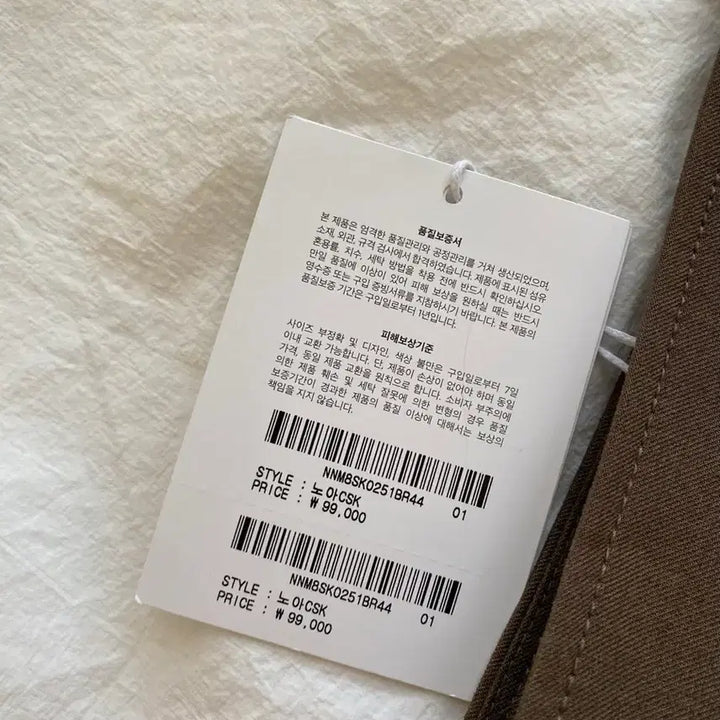 품질보증서
본 제품은 엄격한 품질관리와 공정관리를 거쳐 생산되었으며,
소재, 외관, 규격 검사에서 합격하였습니다. 제품에 표시된 섬유
혼용률, 치수, 세탁 방법을 착용 전에 반드시 확인하십시오.
만일 품질에 이상이 있어 피해 보상을 원하실 때는 반드시
영수증 또는 구입 증빙서류를 지참하시기 바랍니다. 본 제품의
품질보증 기간은 구입일로부터 1년입니다.
피해보상기준
사이즈 부정확 및 디자인, 색상 불만은 구입일로부터 7일
이내 교환 가능합니다. 단, 제품이 손상이 없어야 하며 동일
가격, 동일 제품 교환을 원칙으로 합니다. 소비자 부주의에
의한 제품 훼손 및 세탁 잘못에 의한 변형의 경우 품질
보증기간이 경과한 제품의 품질 이상에 대해서는 보상의
책임을 지지 않습니다.
NNM8SK0251BR44 01
STYLE : 노아CSK
PRICE : ₩ 99,000
NNM8SK0251BR44 01
STYLE : 노아CSK
PRICE : ₩ 99,000